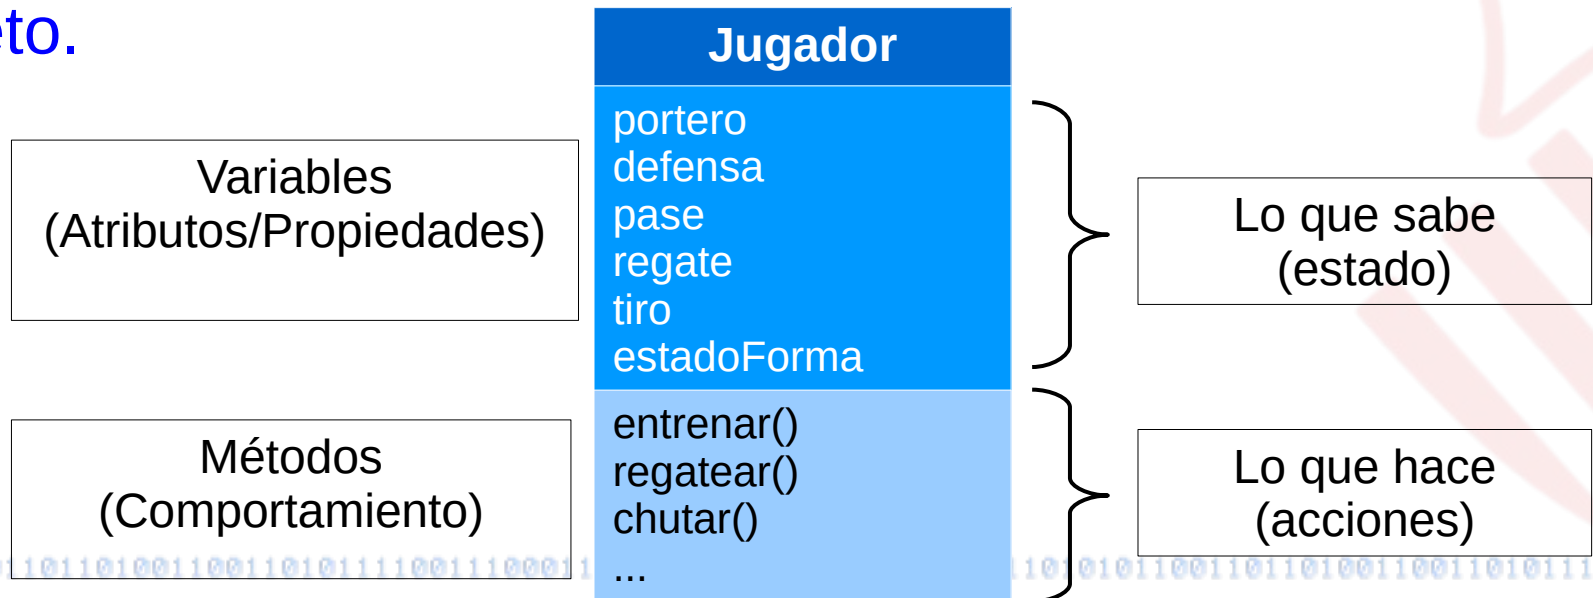 eto.
Jugador
Variables
(Atributos/Propiedades)
portero
defensa
pase
regate
tiro
estadoForma
Lo que sabe
(estado)
Métodos
(Comportamiento)
entrenar()
regatear()
chutar()
...
Lo que hace
(acciones)